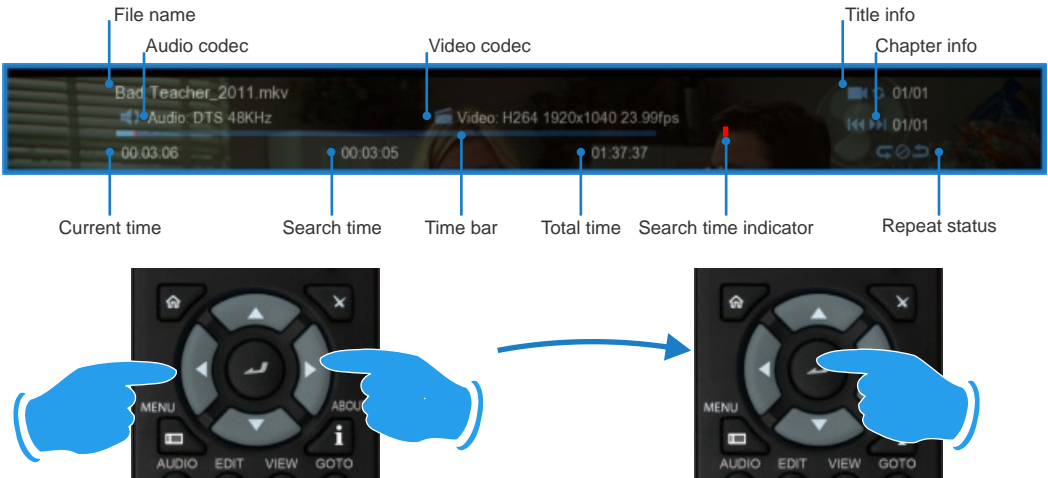 File name
Title info
Audio codec
Video codec
Chapter info
Bad Teacher_2011.mkv
01/01
Audio: DTS 48KHz
Video: H264 1920x1040 23.99fps
01/01
00:03:06
00:03:05
01:37:37
Current time
Search time
Time bar
Total time
Search time indicator
Repeat status
MENU
ABOU
AUDIO EDIT VIEW GOTO
MENU
AUDIO EDIT VIEW GOTO